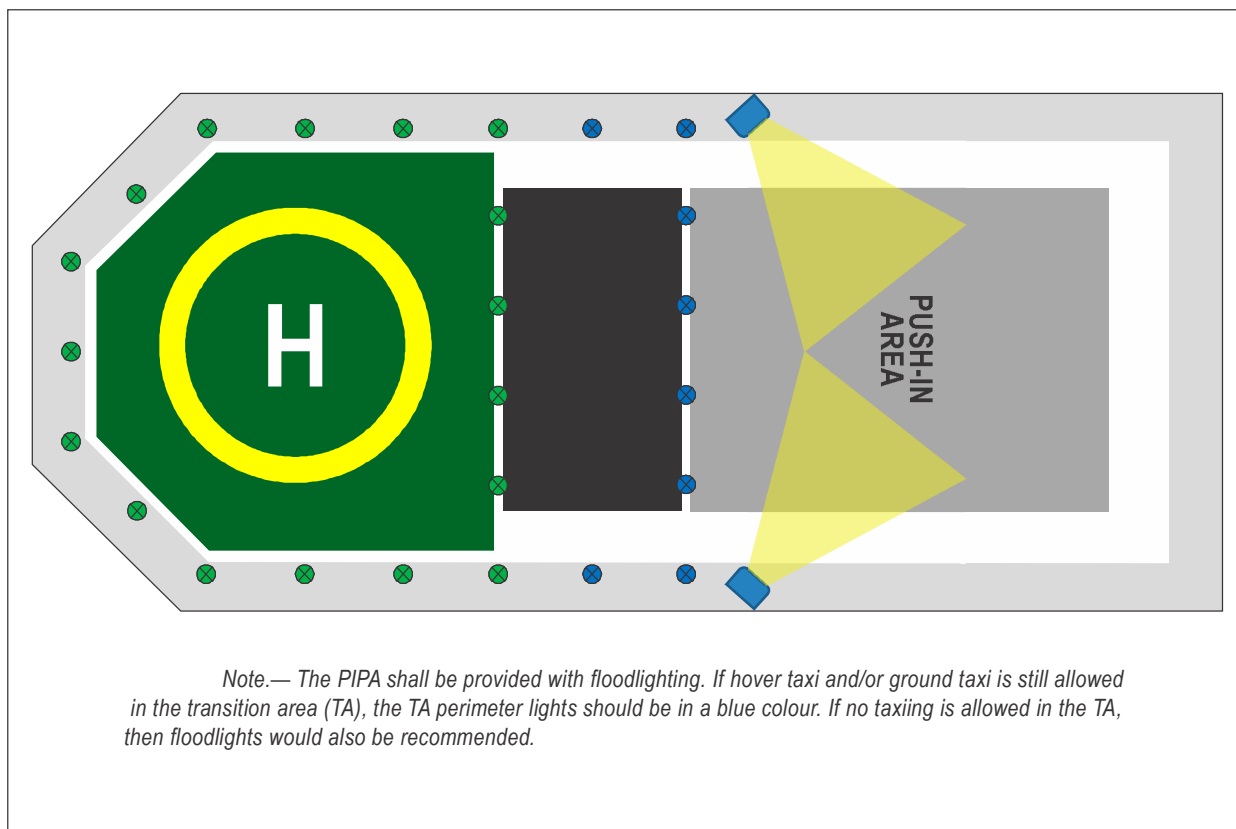 H
PUSH-IN
AREA
Note.— The PIPA shall be provided with floodlighting. If hover taxi and/or ground taxi is still allowed
in the transition area (TA), the TA perimeter lights should be in a blue colour. If no taxiing is allowed in the TA,
then floodlights would also be recommended.